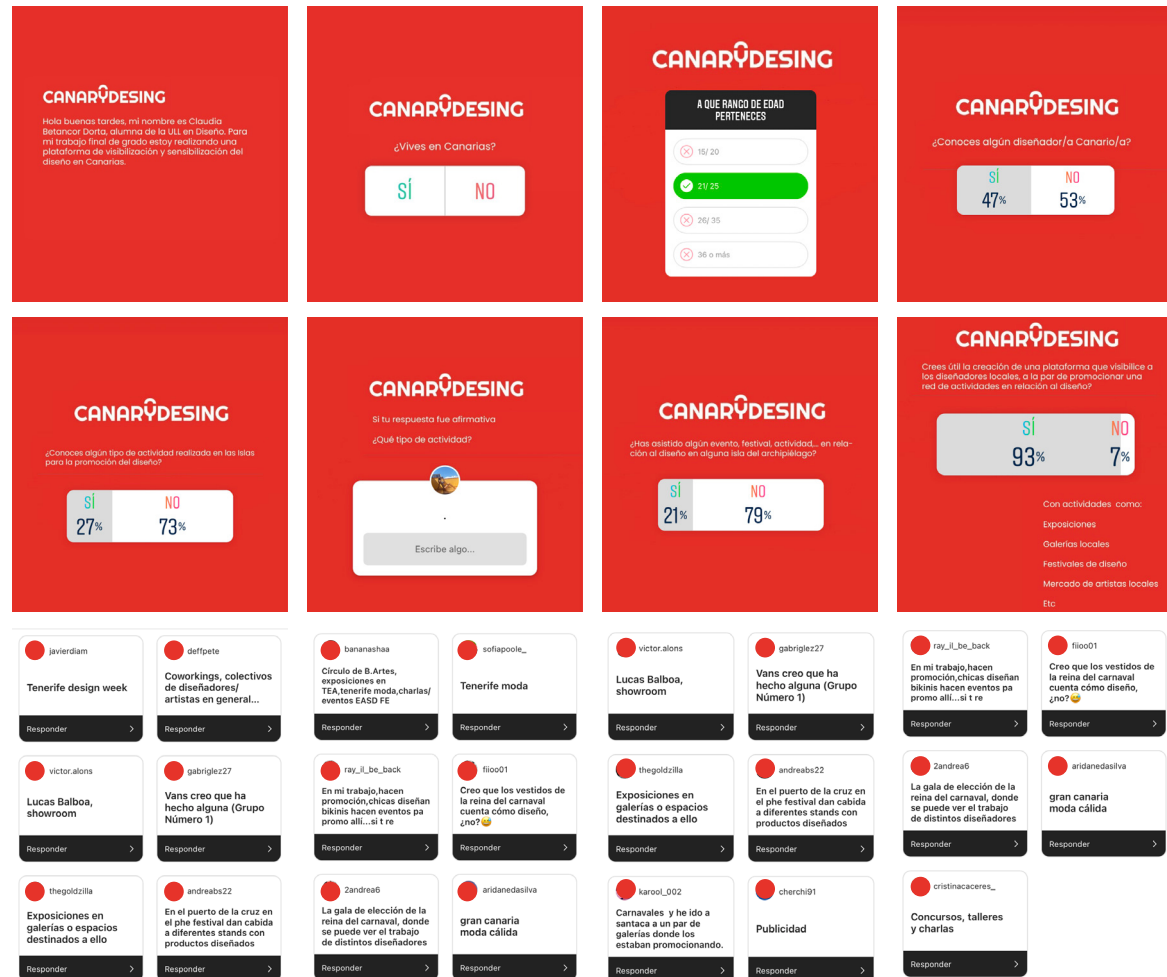 CANARYDESING
Hola buenas tardes, mi nombre es Claudia
Betancor Dorta, alumna de la ULL en Diseño. Para
mi trabajo final de grado estoy realizando una
plataforma de visibilización y sensibilización del
diseño en Canarias.
CANARYDESING
¿Vives en Canarias?
SÍ
NO
CANARYDESING
A QUE RANGO DE EDAD
PERTENECES
15/ 20
21/ 25
26/ 35
36 o más
CANARYDESING
¿Conoces algún diseñador/a Canario/a?
SÍ
47%
NO
53%
CANARYDESING
¿Conoces algún tipo de actividad realizada en las Islas
para la promoción del diseño?
SÍ
27%
NO
73%
CANARYDESING
Si tu respuesta fue afirmativa
¿Qué tipo de actividad?
.
Escribe algo...
CANARYDESING
¿Has asistido algún evento, festival, actividad,.. en rela-
ción al diseño en alguna isla del archipiélago?
SÍ
21%
NO
79%
CANARYDESING
Crees útil la creación de una plataforma que visibilice a
los diseñadores locales, a la par de promocionar una
red de actividades en relación al diseño?
SÍ
93%
NO
7%
Con actividades como:
Exposiciones
Galerías locales
Festivales de diseño
Mercado de artistas locales
Etc
javierdiam
Tenerife design week
Responder
deffpete
Coworkings, colectivos
de diseñadores/
artistas en general...
Responder
victor.alons
Lucas Balboa,
showroom
Responder
gabriglez27
Vans creo que ha
hecho alguna (Grupo
Número 1)
Responder
thegoldzilla
Exposiciones en
galerías o espacios
destinados a ello
Responder
andreabs22
En el puerto de la cruz en
el phe festival dan cabida
a diferentes stands con
productos diseñados
Responder
bananashaa
Círculo de B.Artes,
exposiciones en
TEA,tenerife moda,charlas/
eventos EASD FE
Responder
sofiapoole_
Tenerife moda
Responder
ray_il_be_back
En mi trabajo,hacen
promoción,chicas diseñan
bikinis hacen eventos pa
promo allí...si t re
Responder
fiioo01
Creo que los vestidos de
la reina del carnaval
cuenta cómo diseño,
¿no?😅
Responder
2andrea6
La gala de elección de la
reina del carnaval, donde
se puede ver el trabajo
de distintos diseñadores
Responder
aridanedasilva
gran canaria
moda cálida
Responder
victor.alons
Lucas Balboa,
showroom
Responder
gabriglez27
Vans creo que ha
hecho alguna (Grupo
Número 1)
Responder
thegoldzilla
Exposiciones en
galerías o espacios
destinados a ello
Responder
andreabs22
En el puerto de la cruz en
el phe festival dan cabida
a diferentes stands con
productos diseñados
Responder
karool_002
Carnavales y he ido a
santaca a un par de
galerías donde los
estaban promocionando.
Responder
cherchi91
Publicidad
Responder
ray_il_be_back
En mi trabajo,hacen
promoción,chicas diseñan
bikinis hacen eventos pa
promo allí...si t re
Responder
fiioo01
Creo que los vestidos de
la reina del carnaval
cuenta cómo diseño,
¿no?😅
Responder
2andrea6
La gala de elección de la
reina del carnaval, donde
se puede ver el trabajo
de distintos diseñadores
Responder
aridanedasilva
gran canaria
moda cálida
Responder
cristinacaceres_
Concursos, talleres
y charlas
Responder